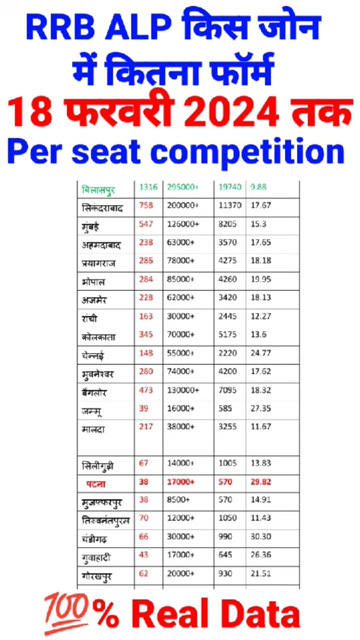 RRB ALP किस जोन
में कितना फॉर्म
18 फरवरी 2024 तक
Per seat competition
बिलासपुर 1316 295000+ 19740 9.88
सिकंदराबाद 758 200000+ 11370 17.67
मुंबई 547 126000+ 8205 15.3
अहमदाबाद 238 63000+ 3570 17.65
प्रयागराज 286 78000+ 4275 18.18
भोपाल 284 85000+ 4260 19.95
अजमेर 228 62000+ 3420 18.13
रांची 163 30000+ 2445 12.27
कोलकाता 345 70000+ 5175 13.6
चेन्नई 148 55000+ 2220 24.77
भुवनेश्वर 280 74000+ 4200 17.62
बैंगलोर 473 130000+ 7095 18.32
जम्मू 39 16000+ 585 27.35
मालदा 217 38000+ 3255 11.67
सिलीगुड़ी 67 14000+ 1005 13.83
पटना 38 17000+ 570 29.82
मुजफ्फरपुर 38 8500+ 570 14.91
तिरुवनंतपुरम 70 12000+ 1050 11.43
चंडीगढ़ 66 30000+ 990 30.30
गुवाहाटी 43 17000+ 645 26.36
गोरखपुर 62 20000+ 930 21.51
💯% Real Data